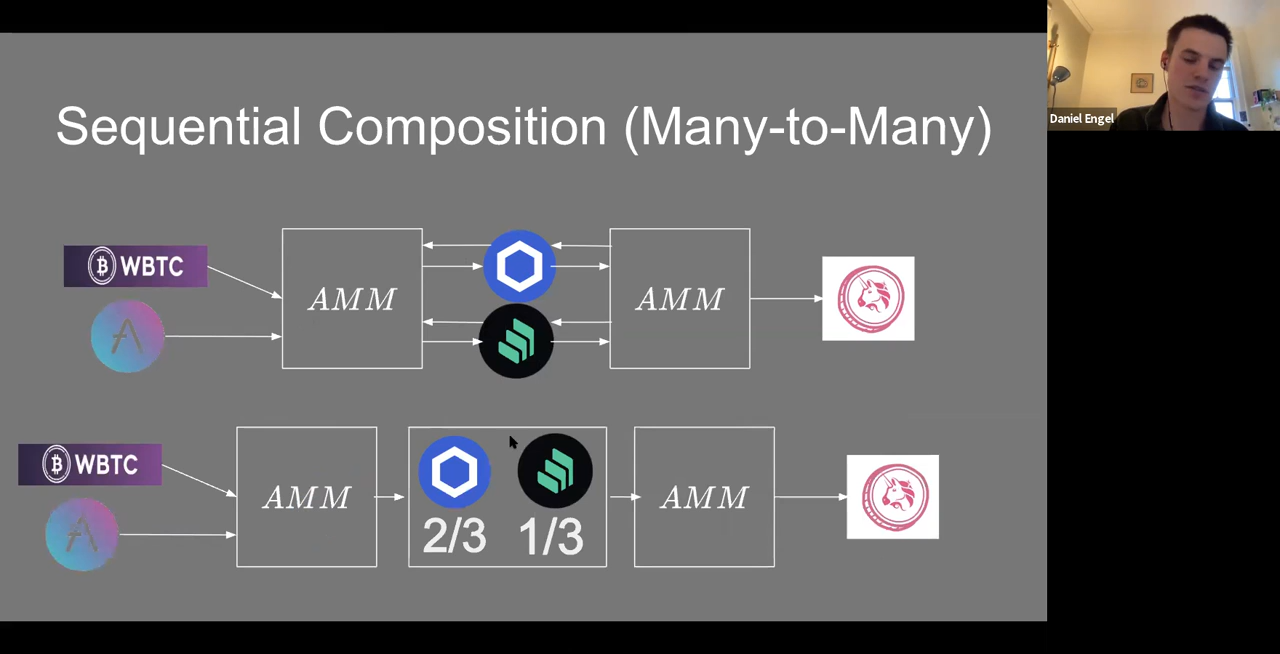 Sequential Composition (Many-to-Many)
Daniel Engel
WBTC
AMM
AMM
WBTC
AMM
2/3
1/3
AMM